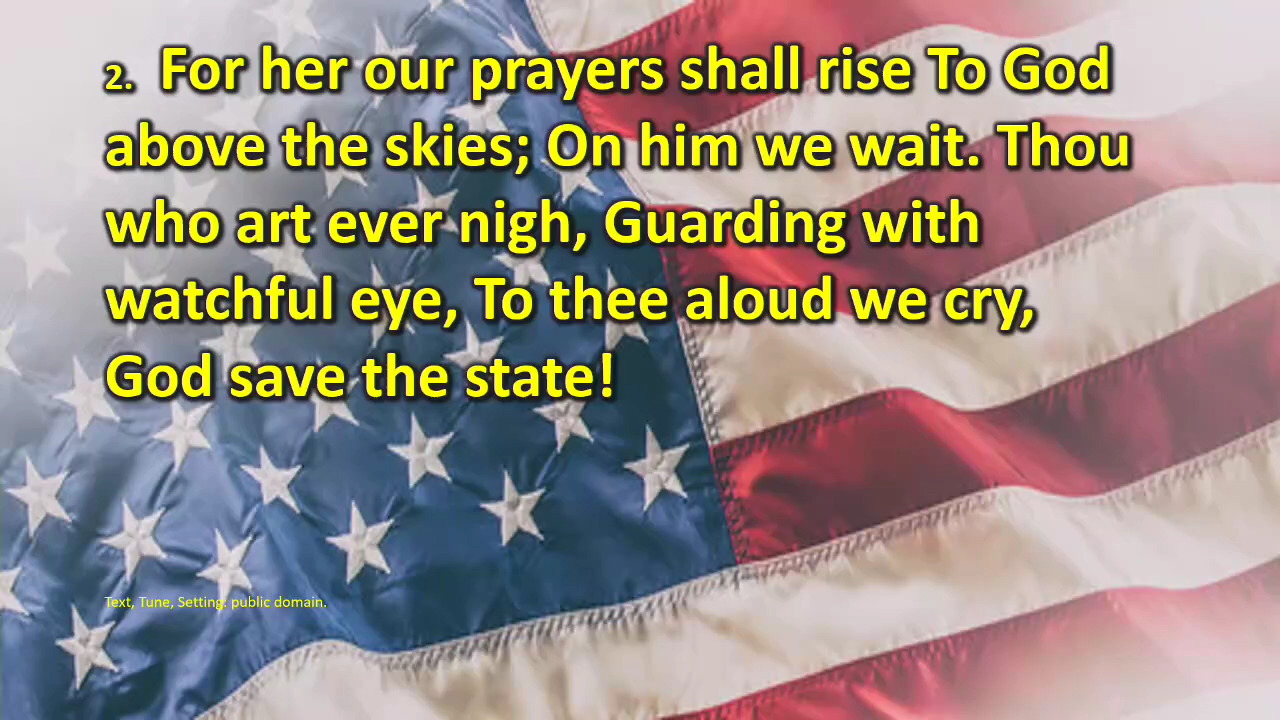 2. For her our prayers shall rise To God
above the skies; On him we wait. Thou
who art ever nigh, Guarding with
watchful eye, To thee aloud we cry,
God save the state!
Text, Tune, Setting: public domain.